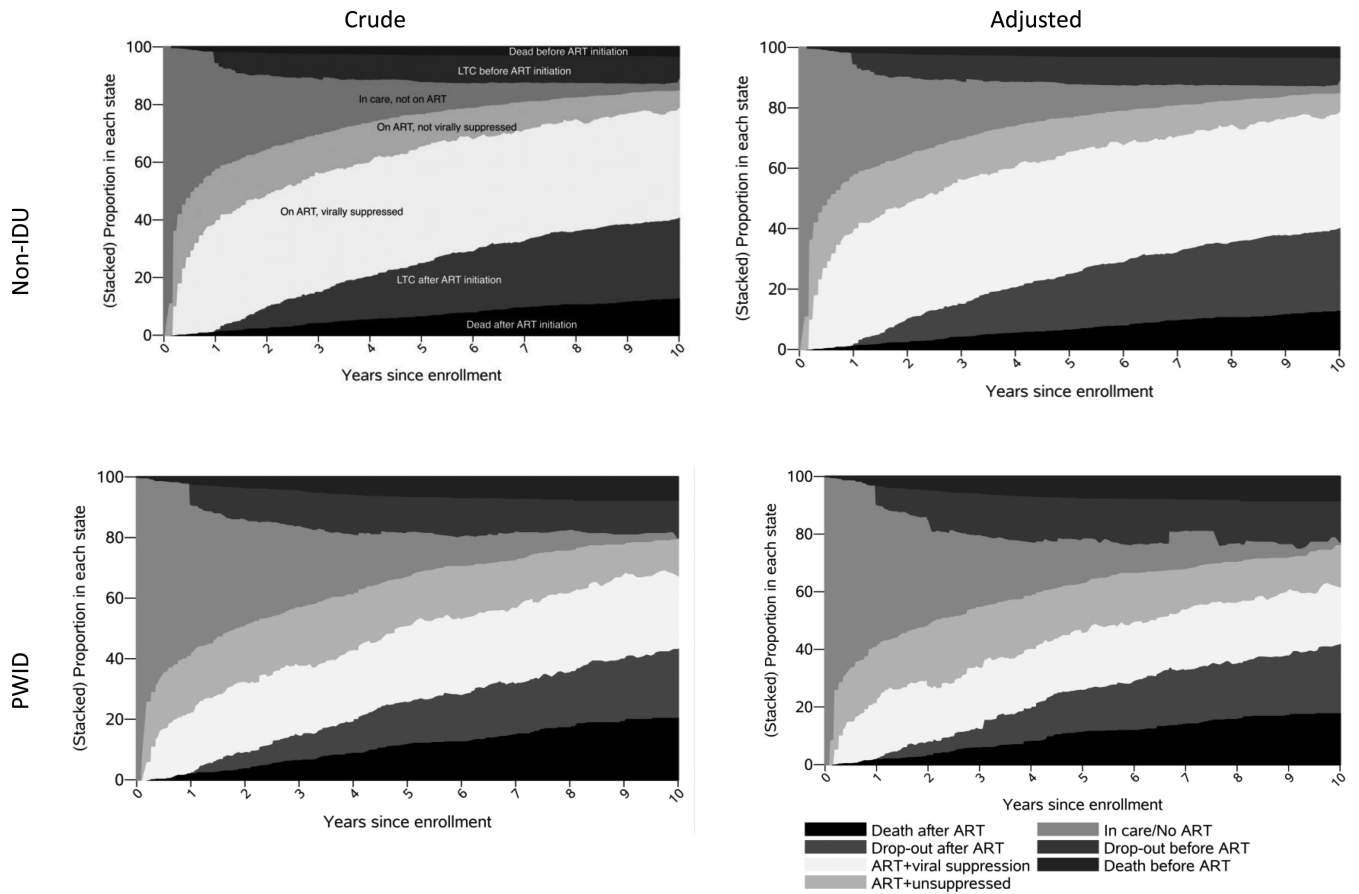 Crude
Adjusted
Non-IDU
(Stacked) Proportion in each state
100
80
60
40
20
0
Dead before ART initiation
LTC before ART initiation
In care, not on ART
On ART, not virally suppressed
On ART, virally suppressed
LTC after ART initiation
Dead after ART initiation
0 1 2 3 4 5 6 7 8 9 10
Years since enrollment
(Stacked) Proportion in each state
100
80
60
40
20
0
0 1 2 3 4 5 6 7 8 9 10
Years since enrollment
PWID
(Stacked) Proportion in each state
100
80
60
40
20
0
0 1 2 3 4 5 6 7 8 9 10
Years since enrollment
(Stacked) Proportion in each state
100
80
60
40
20
0
0 1 2 3 4 5 6 7 8 9 10
Years since enrollment
Death after ART
Drop-out after ART
ART+viral suppression
ART+unsuppressed
In care/No ART
Drop-out before ART
Death before ART